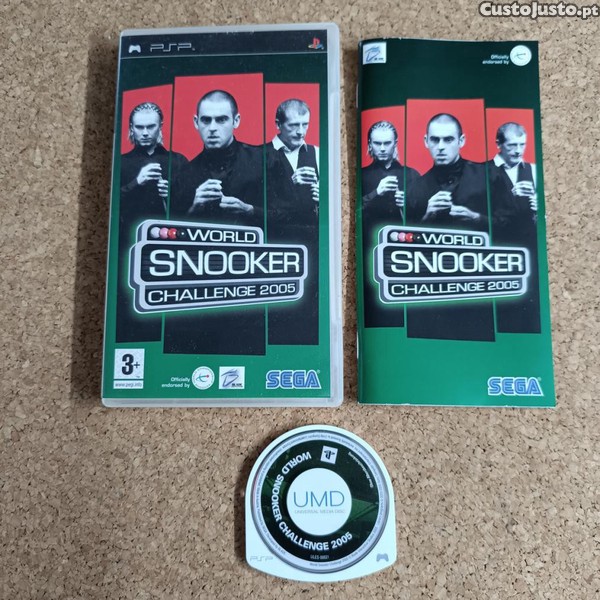 CustoJusto.pt
PSP
WORLD
SNOOKER
CHALLENGE 2005
3+
www.pegi.info
Officially
endorsed by
SEGA
Officially
endorsed by
WORLD
SNOOKER
CHALLENGE 2005
SEGA
UMD
UNIVERSAL MEDIA DISC
WORLD SNOOKER CHALLENGE 2005
PSP